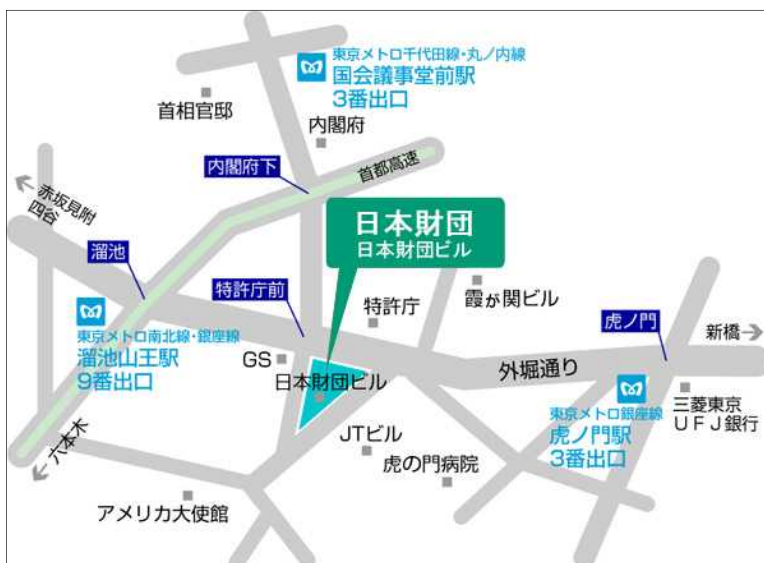 東京メトロ千代田線・丸ノ内線
国会議事堂前駅
3番出口
首相官邸
内閣府
首都高速
内閣府下
赤坂見附
四谷
日本財団
日本財団ビル
溜池
特許庁前
特許庁
霞が関ビル
虎ノ門
新橋
東京メトロ南北線・銀座線
溜池山王駅
9番出口
GS
日本財団ビル
外堀通り
三菱東京
UFJ銀行
東京メトロ銀座線
虎ノ門駅
3番出口
六本木
JTビル
虎の門病院
アメリカ大使館